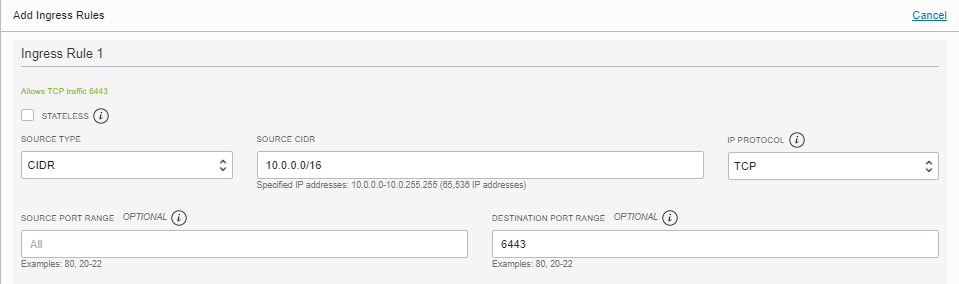 Add Ingress Rules
Cancel
Ingress Rule 1
Allows TCP traffic 6443
STATELESS i
SOURCE TYPE
SOURCE CIDR
IP PROTOCOL i
CIDR
10.0.0.0/16
TCP
Specified IP addresses: 10.0.0.0-10.0.255.255 (65,536 IP addresses)
SOURCE PORT RANGE OPTIONAL i
DESTINATION PORT RANGE OPTIONAL i
All
6443
Examples: 80, 20-22
Examples: 80, 20-22